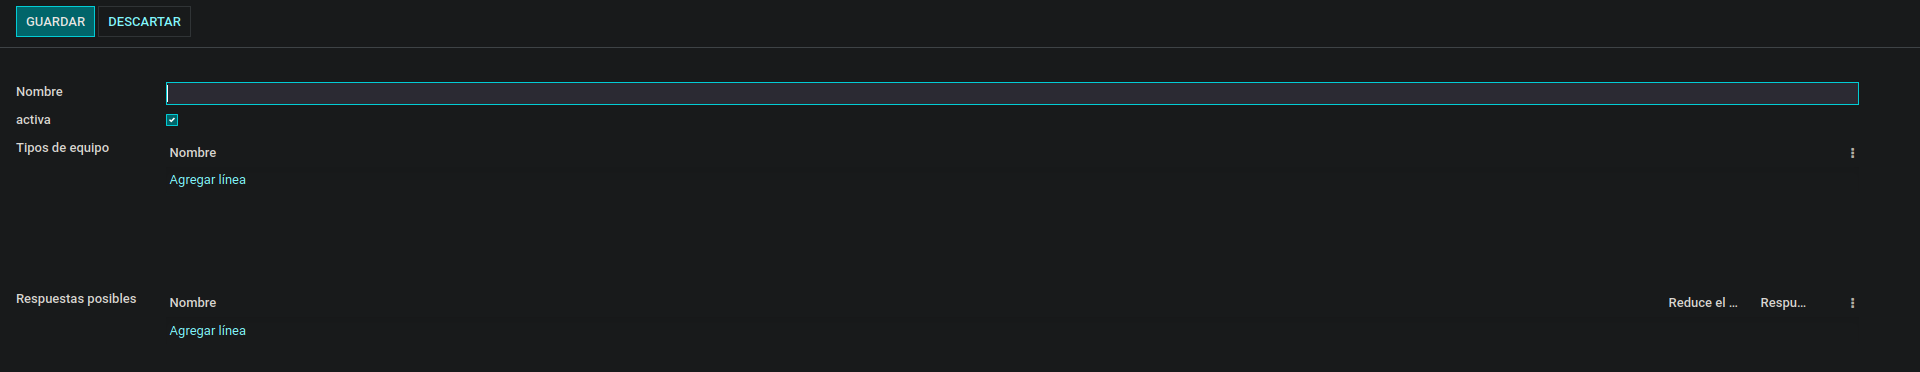 GUARDAR DESCARTAR
Nombre
activa
Tipos de equipo
Nombre
Agregar línea
Respuestas posibles
Nombre Reduce el ... Respu...
Agregar línea